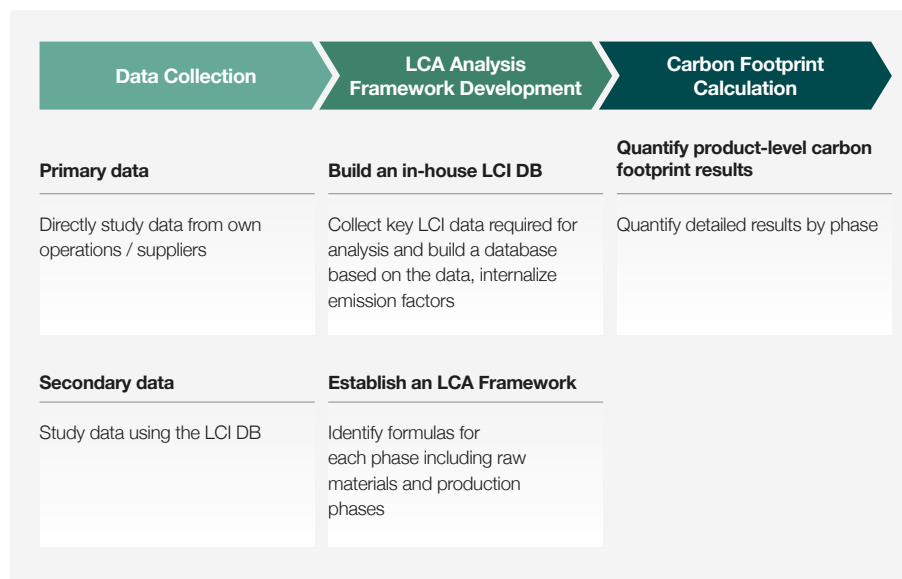 Data Collection
LCA Analysis
Framework Development
Carbon Footprint
Calculation
Primary data
Directly study data from own
operations / suppliers
Secondary data
Study data using the LCI DB
Build an in-house LCI DB
Collect key LCI data required for
analysis and build a database
based on the data, internalize
emission factors
Establish an LCA Framework
Identify formulas for
each phase including raw
materials and production
phases
Quantify product-level carbon
footprint results
Quantify detailed results by phase